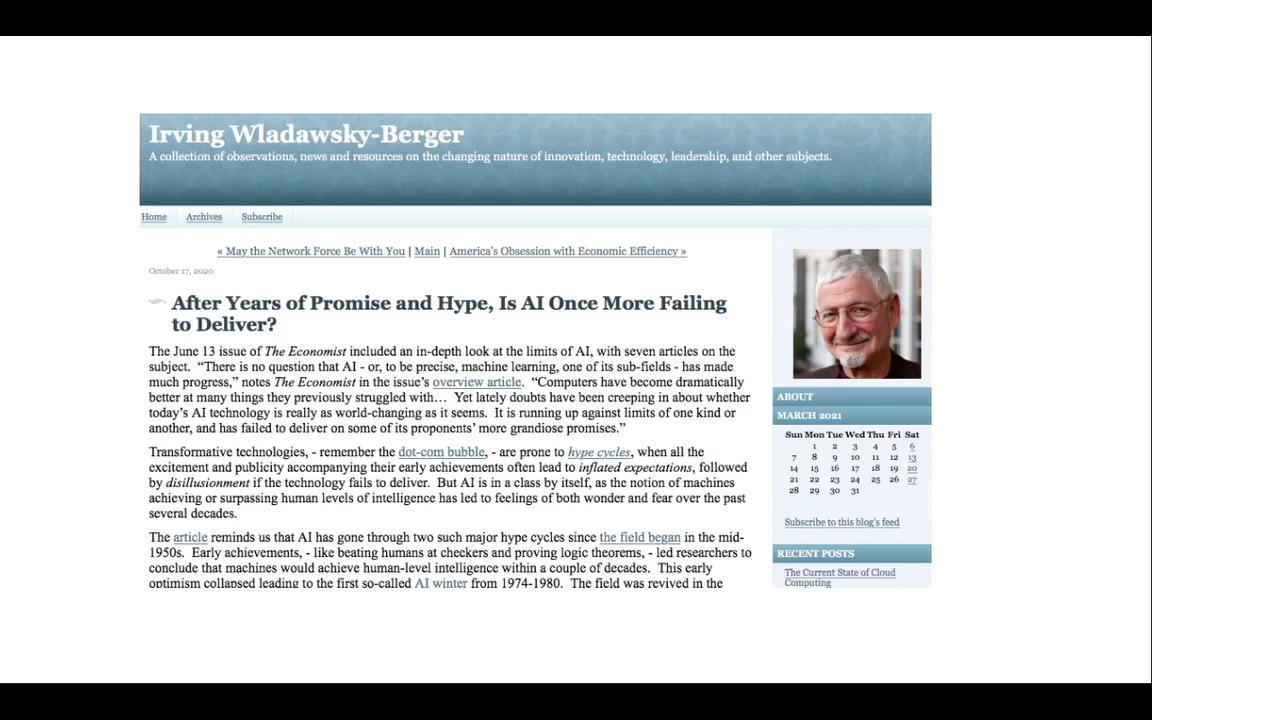 Irving Wladawsky-Berger
A collection of observations, news and resources on the changing nature of innovation, technology, leadership, and other subjects.
Home Archives Subscribe
« May the Network Force Be With You | Main | America's Obsession with Economic Efficiency »
October 17, 2020
After Years of Promise and Hype, Is AI Once More Failing
to Deliver?
The June 13 issue of The Economist included an in-depth look at the limits of AI, with seven articles on the
subject. “There is no question that AI - or, to be precise, machine learning, one of its sub-fields - has made
much progress,” notes The Economist in the issue’s overview article. “Computers have become dramatically
better at many things they previously struggled with… Yet lately doubts have been creeping in about whether
today’s AI technology is really as world-changing as it seems. It is running up against limits of one kind or
another, and has failed to deliver on some of its proponents’ more grandiose promises.”
Transformative technologies, - remember the dot-com bubble, - are prone to hype cycles, when all the
excitement and publicity accompanying their early achievements often lead to inflated expectations, followed
by disillusionment if the technology fails to deliver. But AI is in a class by itself, as the notion of machines
achieving or surpassing human levels of intelligence has led to feelings of both wonder and fear over the past
several decades.
The article reminds us that AI has gone through two such major hype cycles since the field began in the mid-
1950s. Early achievements, - like beating humans at checkers and proving logic theorems, - led researchers to
conclude that machines would achieve human-level intelligence within a couple of decades. This early
optimism collapsed leading to the first so-called AI winter from 1974-1980. The field was revived in the
ABOUT
MARCH 2021
Sun Mon Tue Wed Thu Fri Sat
1 2 3 4 5 6
7 8 9 10 11 12 13
14 15 16 17 18 19 20
21 22 23 24 25 26 27
28 29 30 31
Subscribe to this blog's feed
RECENT POSTS
The Current State of Cloud
Computing